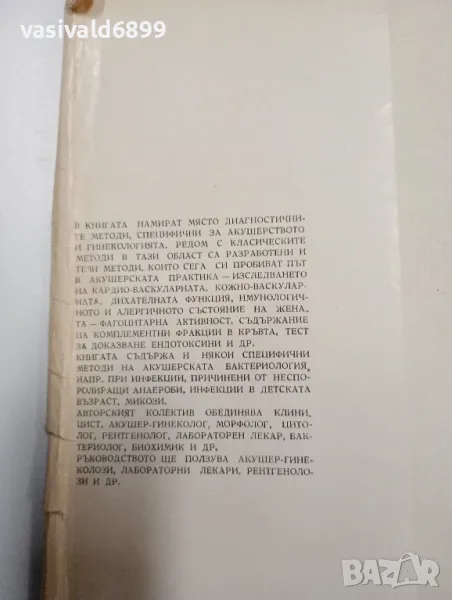 vasivald6899
В КНИГАТА НАМИРАТ МЯСТО ДИАГНОСТИЧНИ-
ТЕ МЕТОДИ, СПЕЦИФИЧНИ ЗА АКУШЕРСТВОТО
И ГИНЕКОЛОГИЯТА. РЕДОМ С КЛАСИЧЕСКИТЕ
МЕТОДИ В ТАЗИ ОБЛАСТ СА РАЗРАБОТЕНИ И
ТЕЗИ МЕТОДИ, КОИТО СЕГА СИ ПРОБИВАТ ПЪТ
В АКУШЕРСКАТА ПРАКТИКА — ИЗСЛЕДВАНЕТО
НА КАРДИО-ВАСКУЛАРНАТА, КОЖНО-ВАСКУЛАР-
НАТА, ДИХАТЕЛНАТА ФУНКЦИЯ, ИМУНОЛОГИЧ-
НОТО И АЛЕРГИЧНОТО СЪСТОЯНИЕ НА ЖЕНА-
ТА — ФАГОЦИТАРНА АКТИВНОСТ, СЪДЪРЖАНИЕ
НА КОМПЛЕМЕНТНИ ФРАКЦИИ В КРЪВТА, ТЕСТ
ЗА ДОКАЗВАНЕ ЕНДОТОКСИНИ И ДР.
КНИГАТА СЪДЪРЖА И НЯКОИ СПЕЦИФИЧНИ
МЕТОДИ НА АКУШЕРСКАТА БАКТЕРИОЛОГИЯ,
НАПР. ПРИ ИНФЕКЦИИ, ПРИЧИНЕНИ ОТ НЕСПО-
РОЛИРАЩИ АНАЕРОБИ, ИНФЕКЦИИ В ДЕТСКАТА
ВЪЗРАСТ, МИКОЗИ.
АВТОРСКИЯТ КОЛЕКТИВ ОБЕДИНЯВА КЛИНИ-
ЦИСТ, АКУШЕР-ГИНЕКОЛОГ, МОРФОЛОГ, ЦИТО-
ЛОГ, РЕНТГЕНОЛОГ, ЛАБОРАТОРЕН ЛЕКАР, БАК-
ТЕРИОЛОГ, БИОХИМИК И ДР.
РЪКОВОДСТВОТО ЩЕ ПОЛЗУВА АКУШЕР-ГИНЕ-
КОЛОЗИ, ЛАБОРАТОРНИ ЛЕКАРИ, РЕНТГЕНОЛО-
ЗИ И ДР.
BAZAR